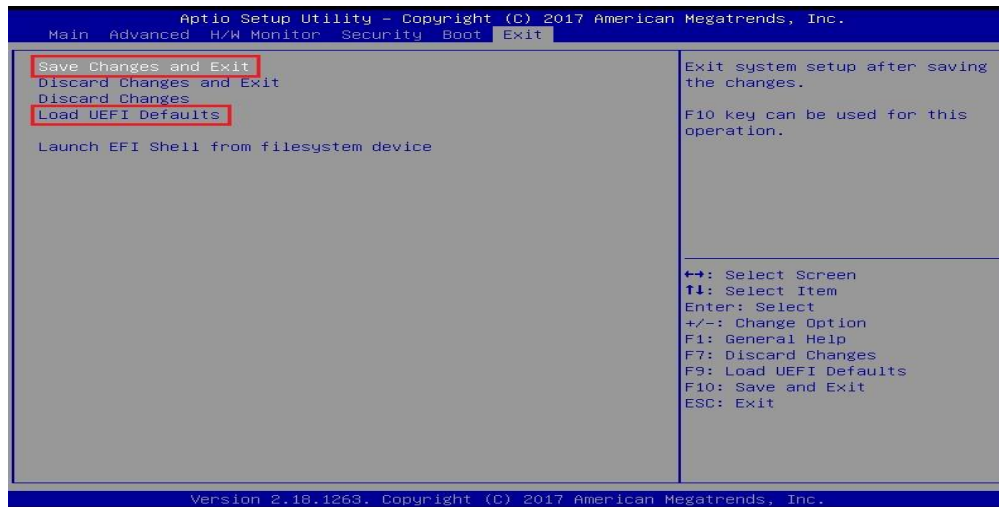 Aptio Setup Utility – Copyright (C) 2017 American Megatrends, Inc.
Main Advanced H/W Monitor Security Boot Exit
Save Changes and Exit
Discard Changes and Exit
Discard Changes
Load UEFI Defaults
Launch EFI Shell from filesystem device
Exit system setup after saving
the changes.
F10 key can be used for this
operation.
↔: Select Screen
↑↓: Select Item
Enter: Select
+/-: Change Option
F1: General Help
F7: Discard Changes
F9: Load UEFI Defaults
F10: Save and Exit
ESC: Exit
Version 2.18.1263. Copyright (C) 2017 American Megatrends, Inc.